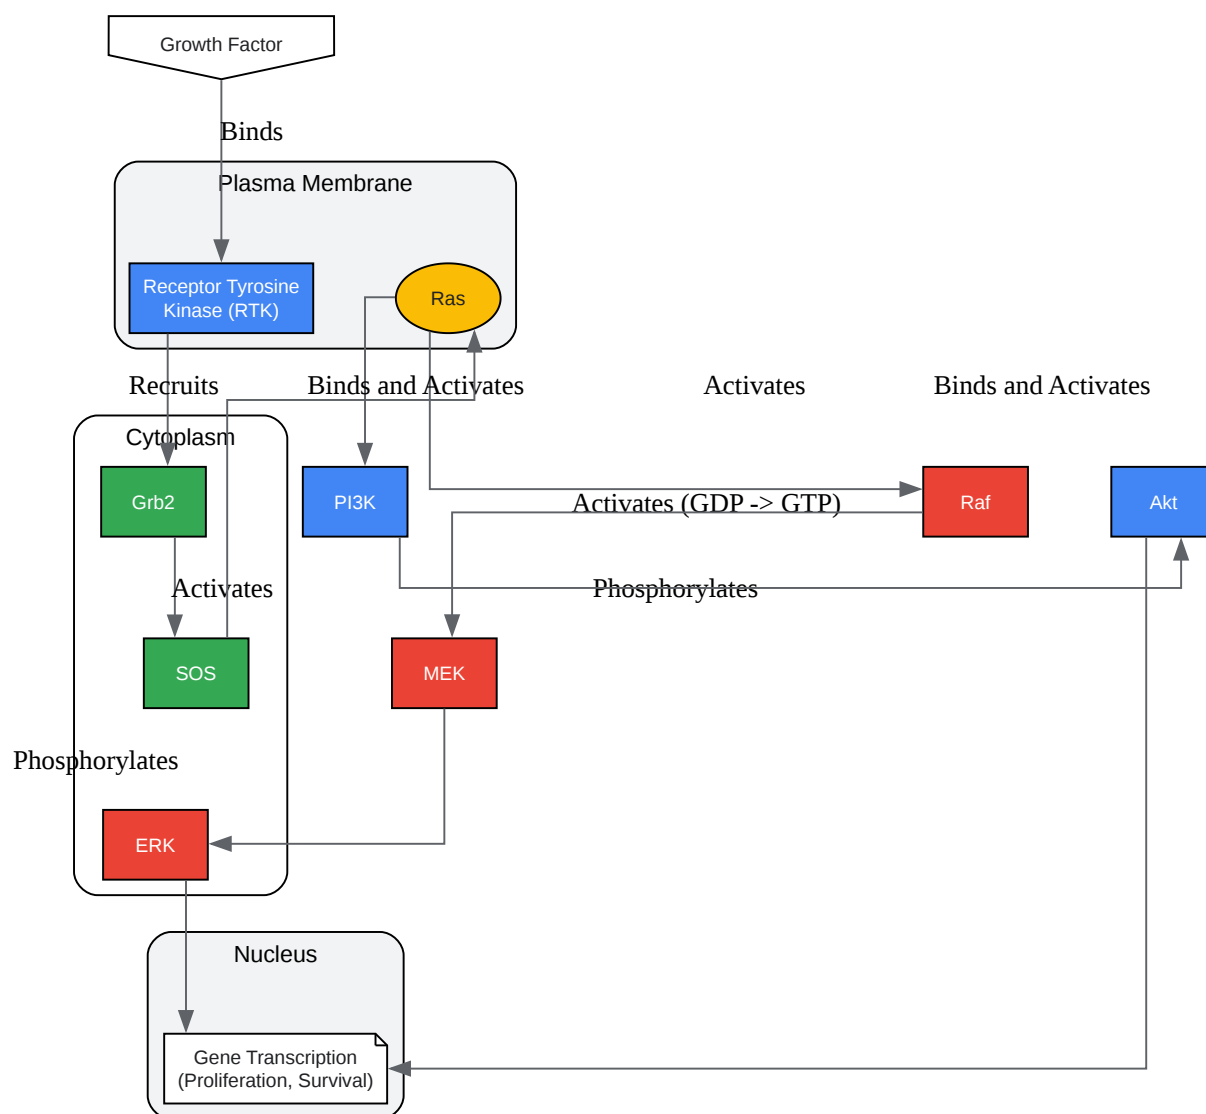 Growth Factor
Binds
Plasma Membrane
Receptor Tyrosine
Kinase (RTK)
Ras
Recruits
Binds and Activates
Activates
Binds and Activates
Cytoplasm
Grb2
PI3K
Activates (GDP -> GTP)
Raf
Akt
Activates
Phosphorylates
SOS
MEK
Phosphorylates
ERK
Nucleus
Gene Transcription
(Proliferation, Survival)